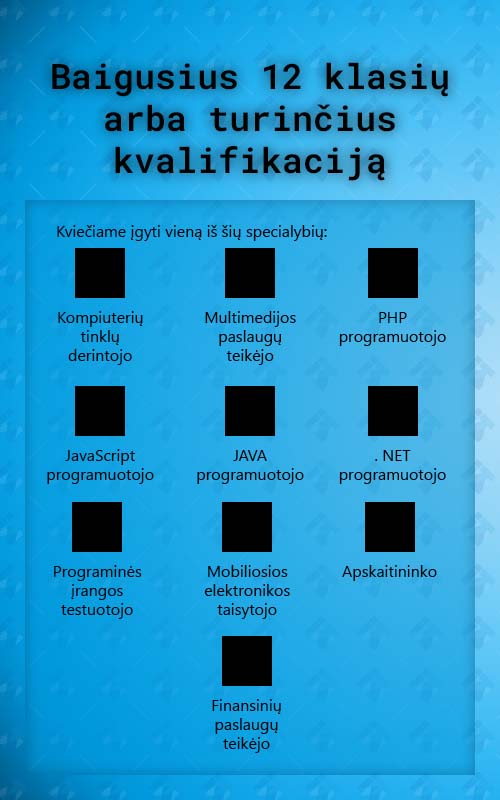 Baigusius 12 klasių
arba turinčius
kvalifikaciją
Kviečiame įgyti vieną iš šių specialybių:
Kompiuterių
tinklų
derintojo
Multimedijos
paslaugų
teikėjo
PHP
programuotojo
JavaScript
programuotojo
JAVA
programuotojo
. NET
programuotojo
Programinės
įrangos
testuotojo
Mobiliosios
elektronikos
taisytojo
Apskaitininko
Finansinių
paslaugų
teikėjo